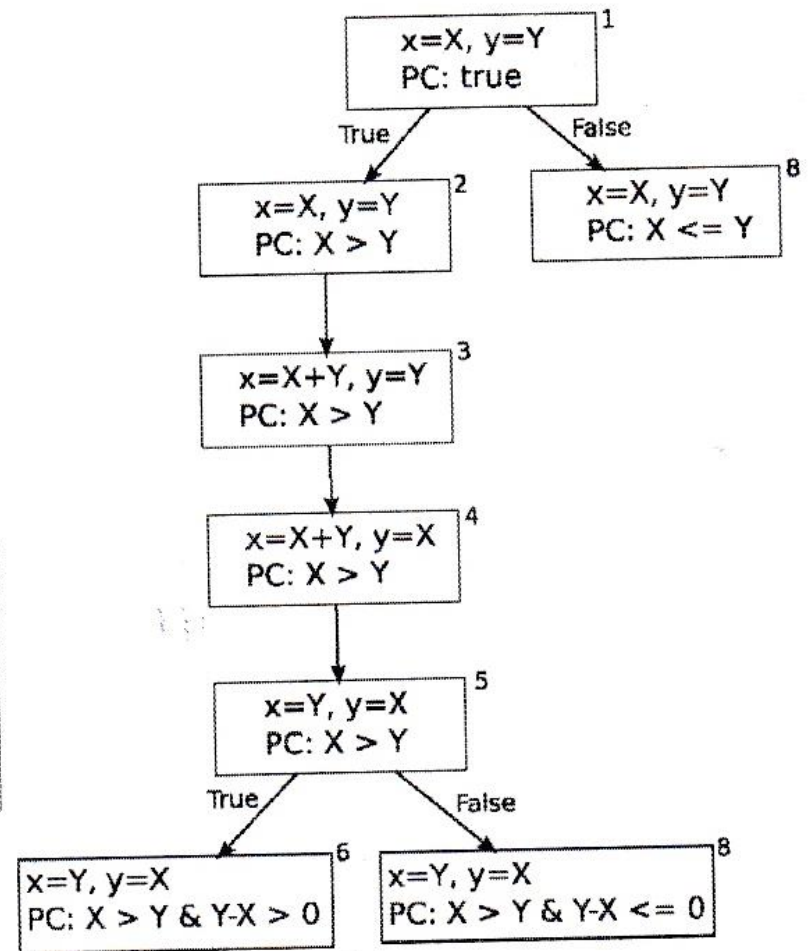 1
x=X, y=Y
PC: true
True
False
2
x=X, y=Y
PC: X > Y
8
x=X, y=Y
PC: X <= Y
3
x=X+Y, y=Y
PC: X > Y
4
x=X+Y, y=X
PC: X > Y
5
x=Y, y=X
PC: X > Y
True
False
6
x=Y, y=X
PC: X > Y & Y-X > 0
8
x=Y, y=X
PC: X > Y & Y-X <= 0